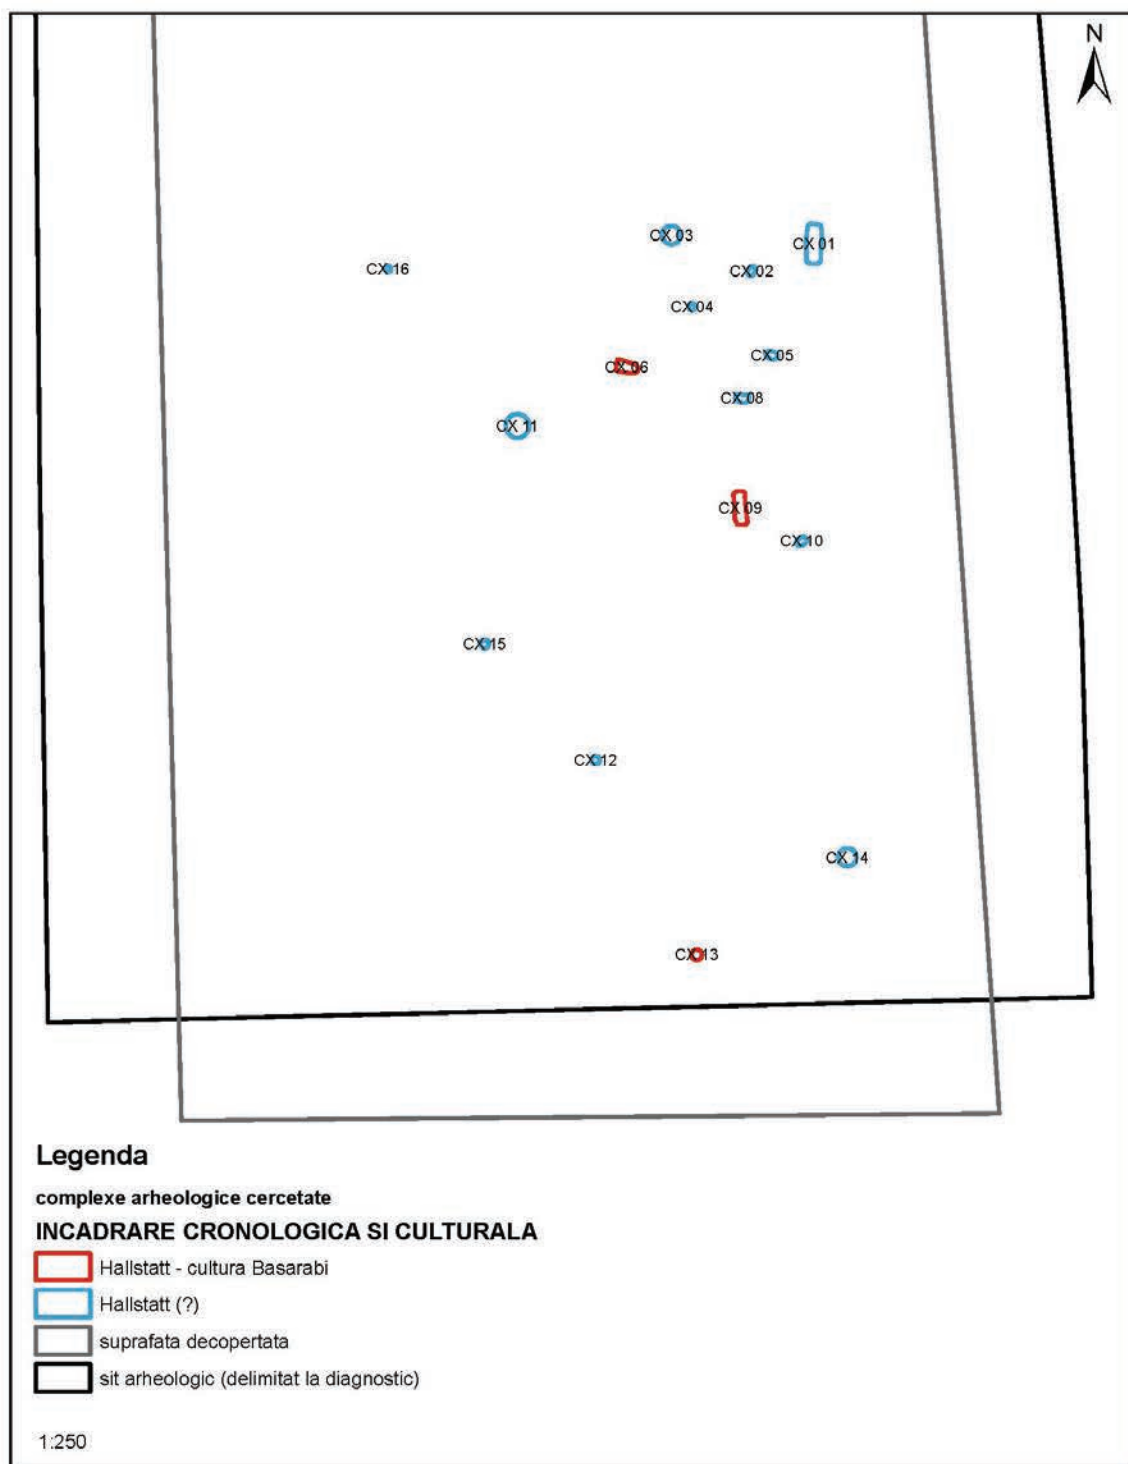 N
CX 03
CX 01
CX 16
CX 02
CX 04
CX 05
CX 06
CX 08
CX 11
CX 09
CX 10
CX 15
CX 12
CX 14
CX 13
Legenda
complexe arheologice cercetate
INCADRARE CRONOLOGICA SI CULTURALA
Hallstatt - cultura Basarabi
Hallstatt (?)
suprafata decopertata
sit arheologic (delimitat la diagnostic)
1:250